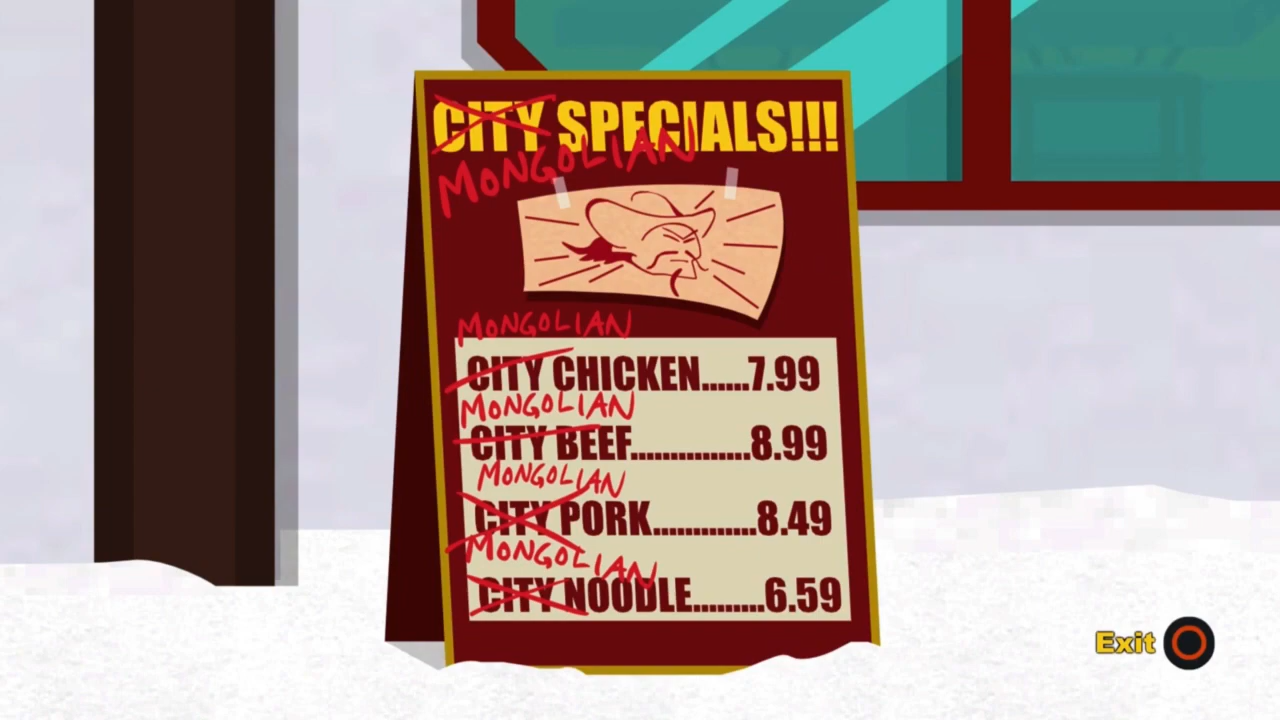 CITY SPECIALS!!!
MONGOLIAN
MONGOLIAN
CITY CHICKEN......7.99
MONGOLIAN
CITY BEEF...............8.99
MONGOLIAN
CITY PORK.............8.49
MONGOLIAN
CITY NOODLE.........6.59
Exit